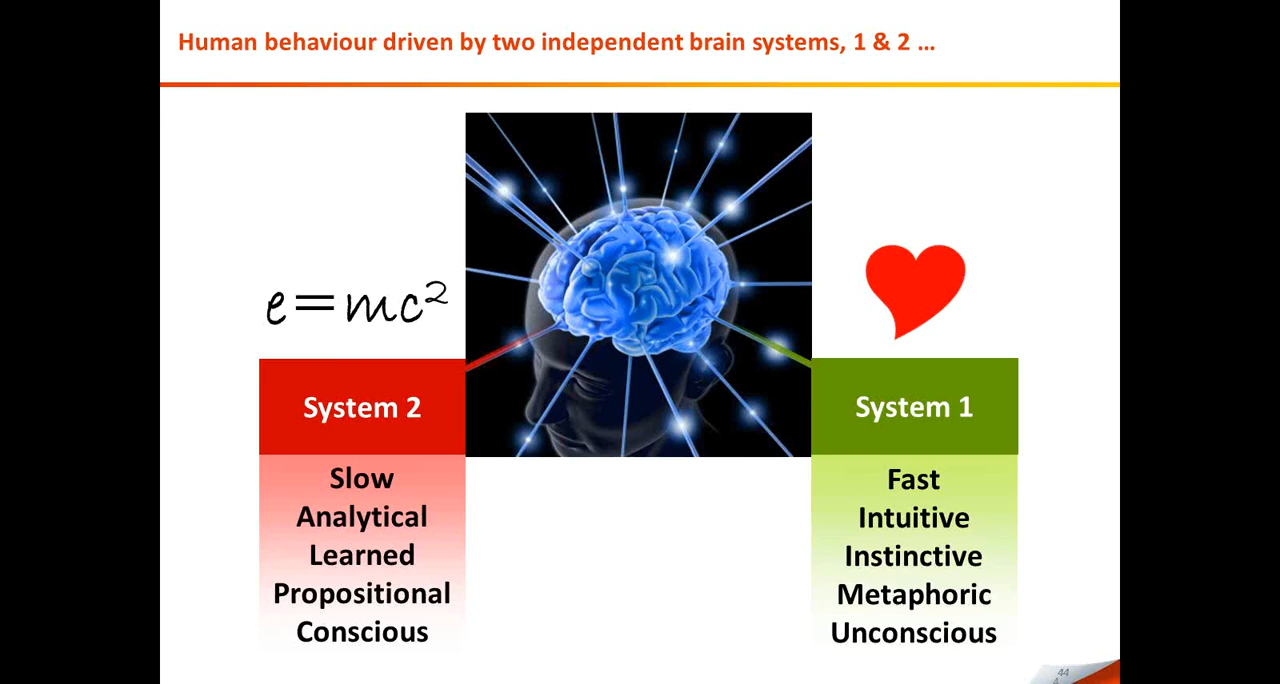 Human behaviour driven by two independent brain systems, 1 & 2 ...
e=mc²
System 2
Slow
Analytical
Learned
Propositional
Conscious
System 1
Fast
Intuitive
Instinctive
Metaphoric
Unconscious
44